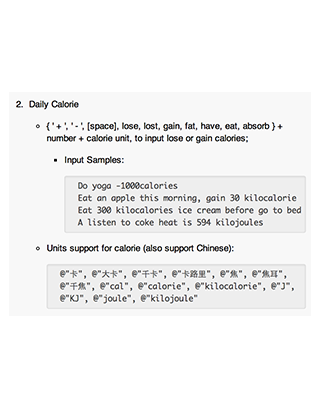 2. Daily Calorie
{ ' + ', ' - ', [space], lose, lost, gain, fat, have, eat, absorb } +
number + calorie unit, to input lose or gain calories;
Input Samples:
Do yoga -1000calories
Eat an apple this morning, gain 30 kilocalorie
Eat 300 kilocalories ice cream before go to bed
A listen to coke heat is 594 kilojoules
Units support for calorie (also support Chinese):
@"卡", @"大卡", @"千卡", @"卡路里", @"焦", @"焦耳",
@"千焦", @"cal", @"calorie", @"kilocalorie", @"J",
@"KJ", @"joule", @"kilojoule"